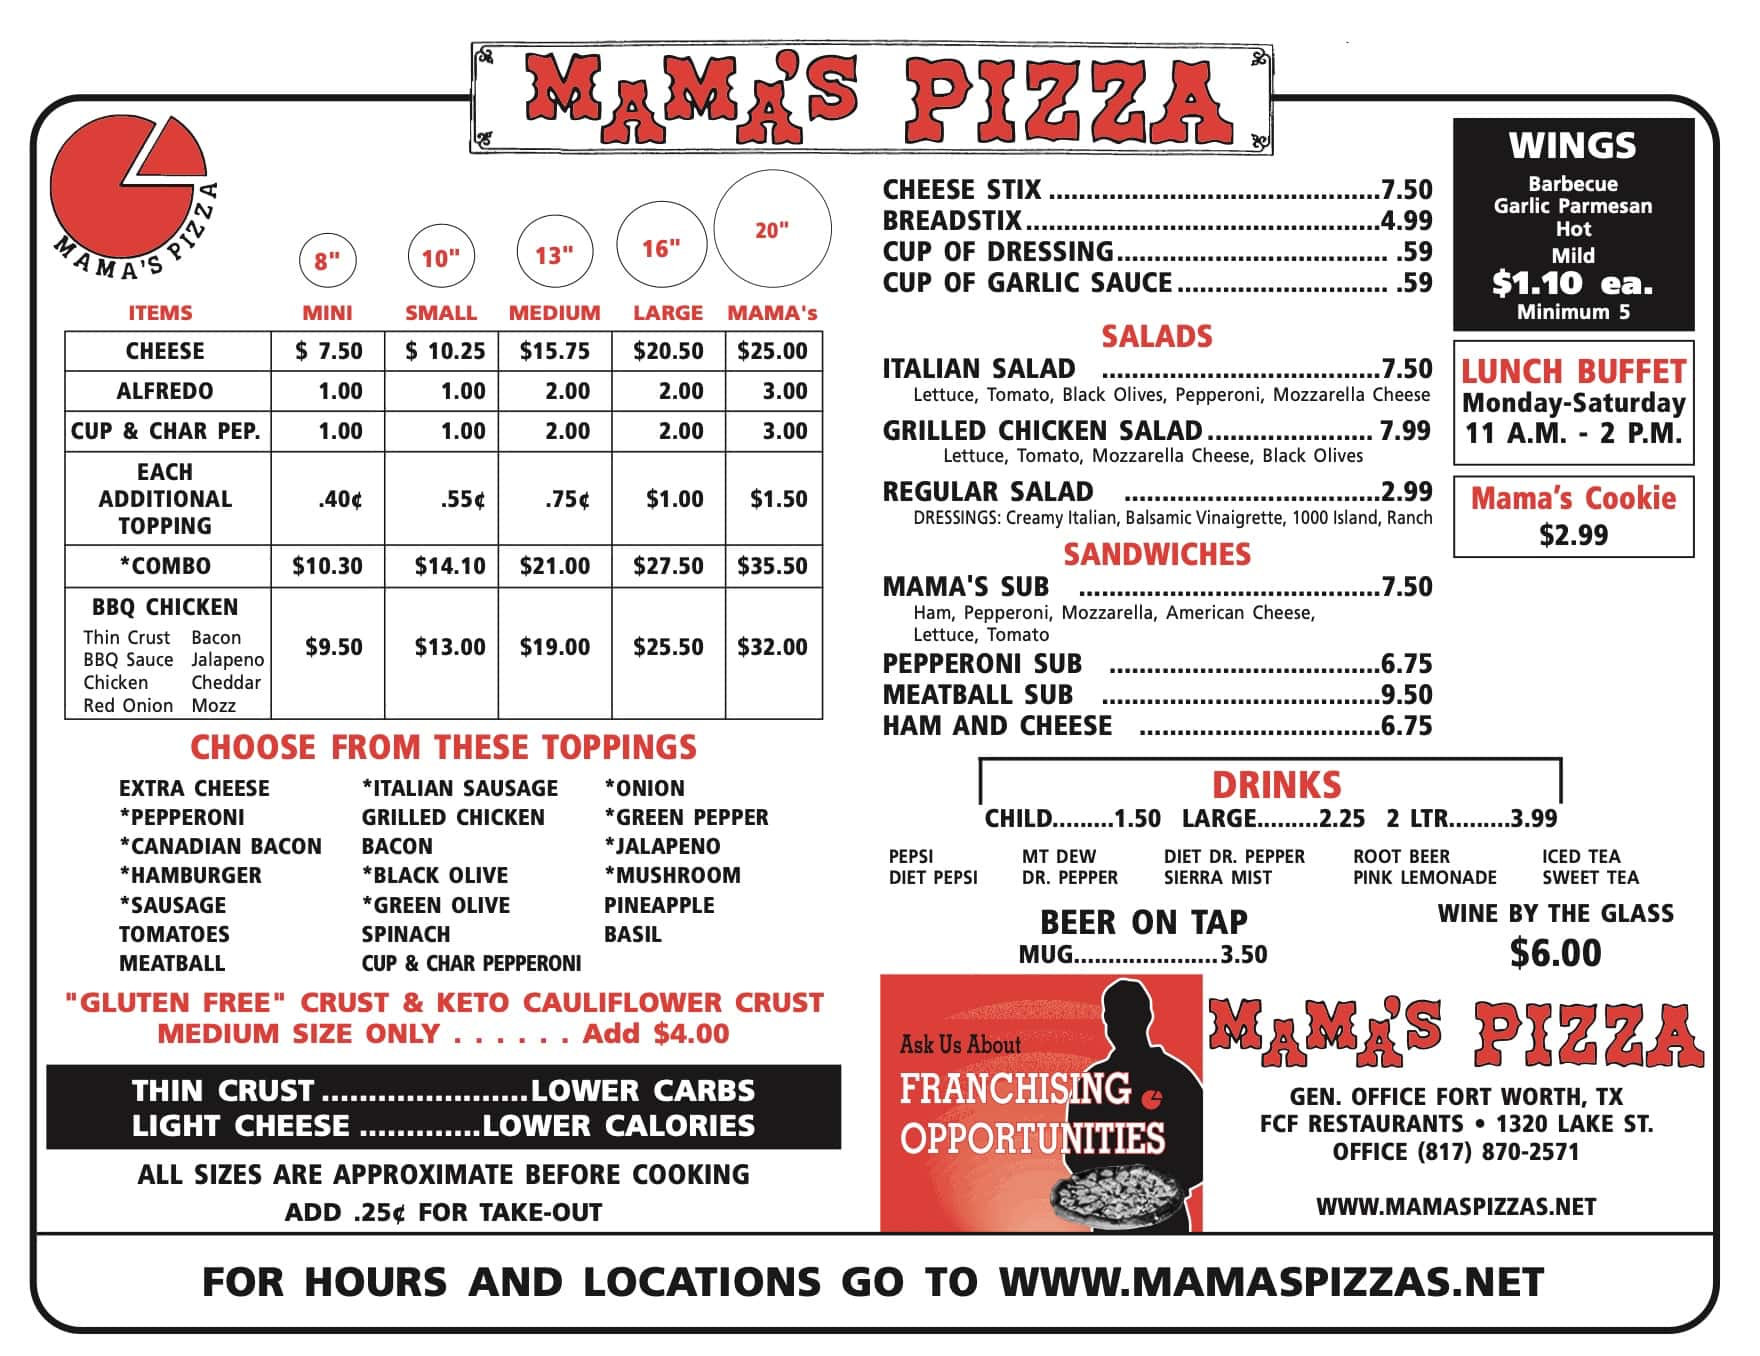 MAMA'S PIZZA
MAMA'S PIZZA
8" 10" 13" 16" 20"
ITEMS MINI SMALL MEDIUM LARGE MAMA's
CHEESE $ 7.50 $ 10.25 $15.75 $20.50 $25.00
ALFREDO 1.00 1.00 2.00 2.00 3.00
CUP & CHAR PEP. 1.00 1.00 2.00 2.00 3.00
EACH
ADDITIONAL
TOPPING
.40¢ .55¢ .75¢ $1.00 $1.50
*COMBO $10.30 $14.10 $21.00 $27.50 $35.50
BBQ CHICKEN
Thin Crust Bacon
BBQ Sauce Jalapeno
Chicken Cheddar
Red Onion Mozz
$9.50 $13.00 $19.00 $25.50 $32.00
CHOOSE FROM THESE TOPPINGS
EXTRA CHEESE *ITALIAN SAUSAGE *ONION
*PEPPERONI GRILLED CHICKEN *GREEN PEPPER
*CANADIAN BACON BACON *JALAPENO
*HAMBURGER *BLACK OLIVE *MUSHROOM
*SAUSAGE *GREEN OLIVE PINEAPPLE
TOMATOES SPINACH BASIL
MEATBALL CUP & CHAR PEPPERONI
"GLUTEN FREE" CRUST & KETO CAULIFLOWER CRUST
MEDIUM SIZE ONLY . . . . . . Add $4.00
THIN CRUST......................LOWER CARBS
LIGHT CHEESE .............LOWER CALORIES
ALL SIZES ARE APPROXIMATE BEFORE COOKING
ADD .25¢ FOR TAKE-OUT
CHEESE STIX ............................................7.50
BREADSTIX...............................................4.99
CUP OF DRESSING.................................... .59
CUP OF GARLIC SAUCE............................ .59
SALADS
ITALIAN SALAD .....................................7.50
Lettuce, Tomato, Black Olives, Pepperoni, Mozzarella Cheese
GRILLED CHICKEN SALAD...................... 7.99
Lettuce, Tomato, Mozzarella Cheese, Black Olives
REGULAR SALAD ..................................2.99
DRESSINGS: Creamy Italian, Balsamic Vinaigrette, 1000 Island, Ranch
SANDWICHES
MAMA'S SUB ........................................7.50
Ham, Pepperoni, Mozzarella, American Cheese,
Lettuce, Tomato
PEPPERONI SUB ....................................6.75
MEATBALL SUB .....................................9.50
HAM AND CHEESE ................................6.75
DRINKS
CHILD.........1.50 LARGE.........2.25 2 LTR.........3.99
PEPSI MT DEW DIET DR. PEPPER ROOT BEER ICED TEA
DIET PEPSI DR. PEPPER SIERRA MIST PINK LEMONADE SWEET TEA
BEER ON TAP
MUG.....................3.50
WINE BY THE GLASS
$6.00
WINGS
Barbecue
Garlic Parmesan
Hot
Mild
$1.10 ea.
Minimum 5
LUNCH BUFFET
Monday-Saturday
11 A.M. - 2 P.M.
Mama's Cookie
$2.99
Ask Us About
FRANCHISING
OPPORTUNITIES
MAMA'S PIZZA
GEN. OFFICE FORT WORTH, TX
FCF RESTAURANTS • 1320 LAKE ST.
OFFICE (817) 870-2571
WWW.MAMASPIZZAS.NET
FOR HOURS AND LOCATIONS GO TO WWW.MAMASPIZZAS.NET